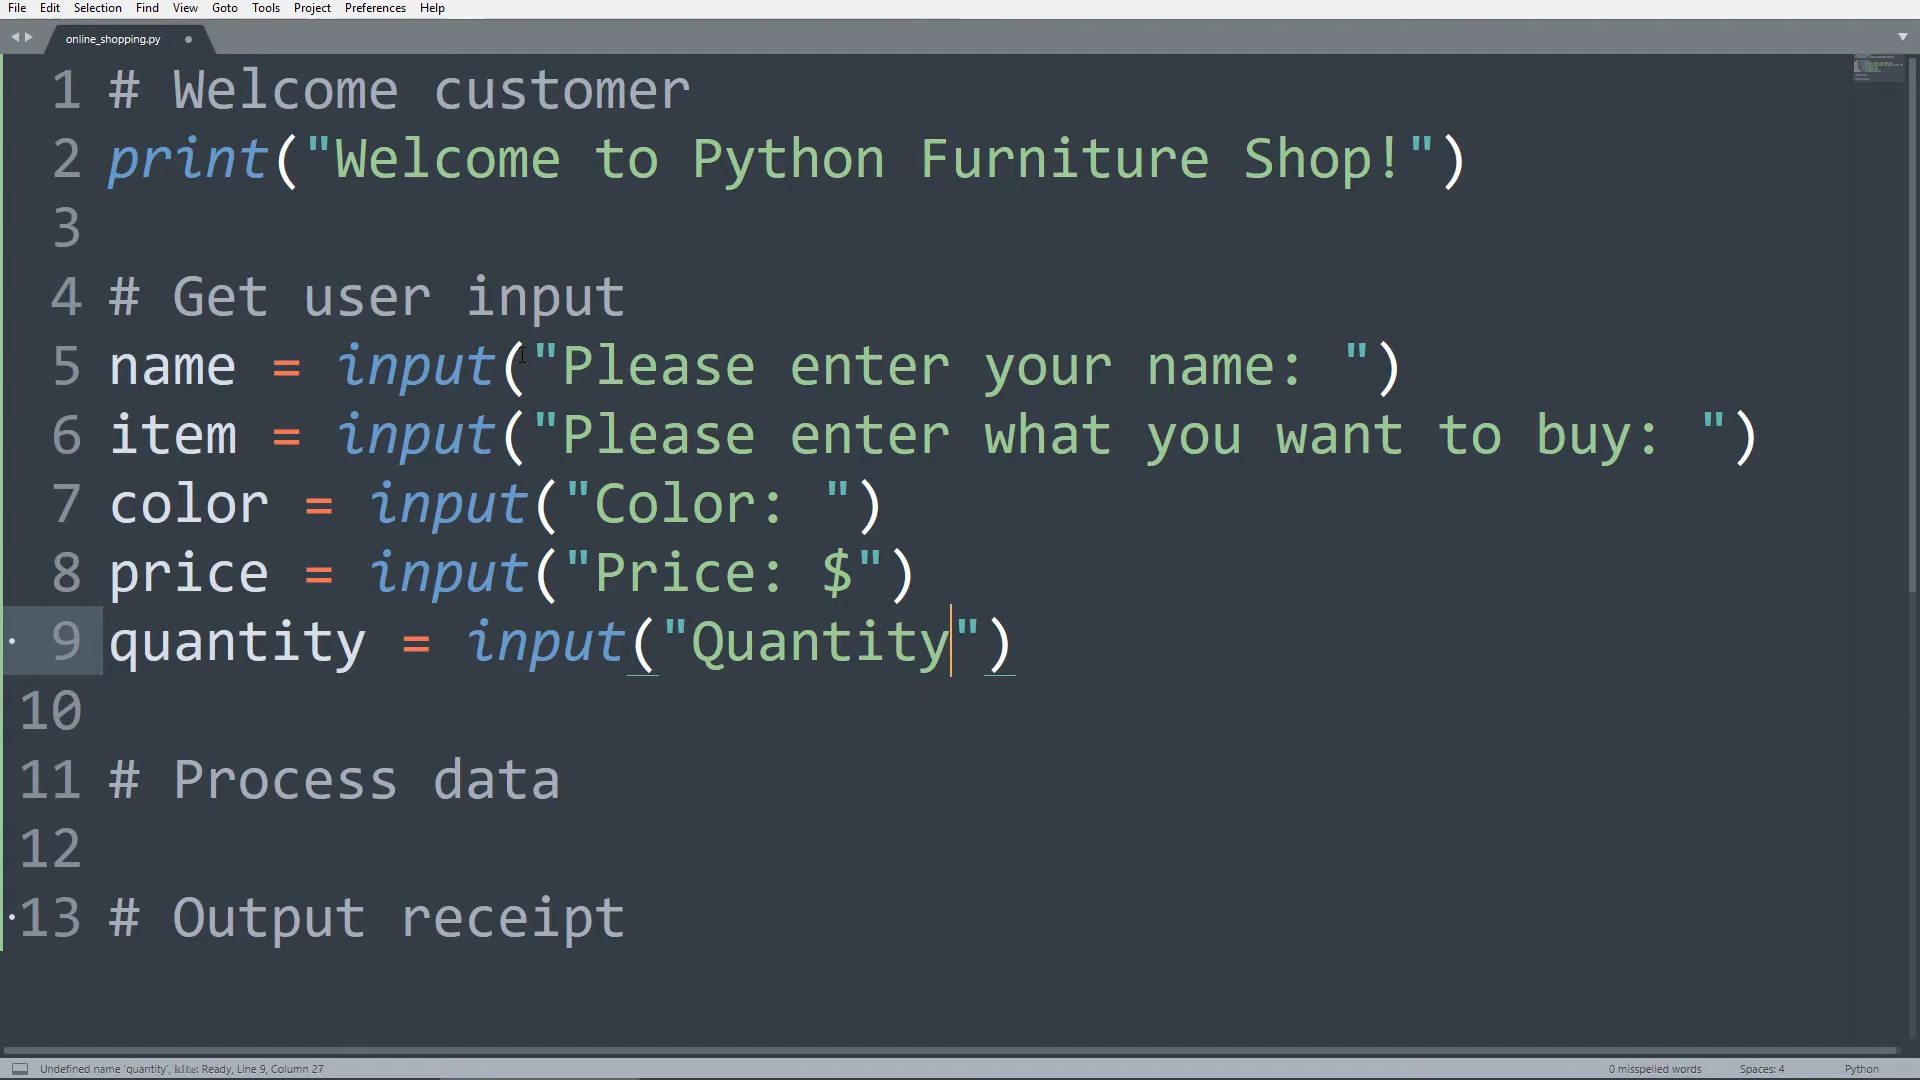 File Edit Selection Find View Goto Tools Project Preferences Help
online_shopping.py
1 # Welcome customer
2 print("Welcome to Python Furniture Shop!")
3
4 # Get user input
5 name = input("Please enter your name: ")
6 item = input("Please enter what you want to buy: ")
7 color = input("Color: ")
8 price = input("Price: $")
9 quantity = input("Quantity")
10
11 # Process data
12
13 # Output receipt
Undefined name 'quantity', kite: Ready, Line 9, Column 27 0 misspelled words Spaces: 4 Python